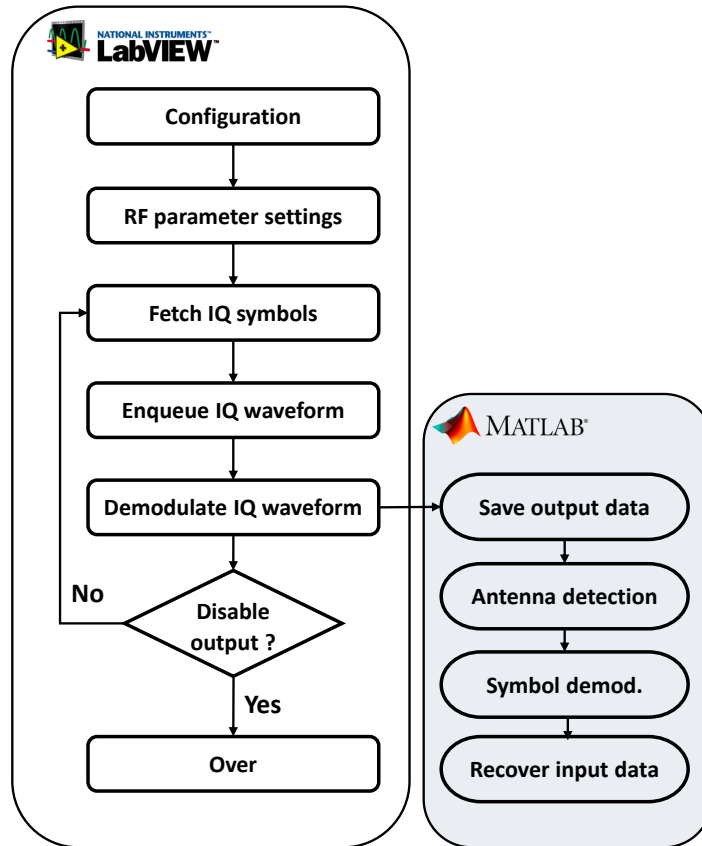 NATIONAL INSTRUMENTS™
LabVIEW™
Configuration
RF parameter settings
Fetch IQ symbols
Enqueue IQ waveform
Demodulate IQ waveform
No
Disable
output ?
Yes
Over
MATLAB®
Save output data
Antenna detection
Symbol demod.
Recover input data